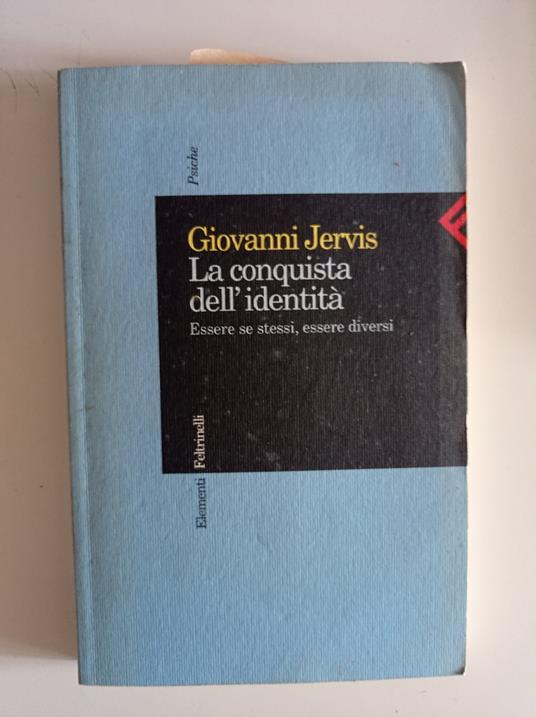 Psiche
Giovanni Jervis
La conquista
dell'identità
Essere se stessi, essere diversi
Elementi Feltrinelli